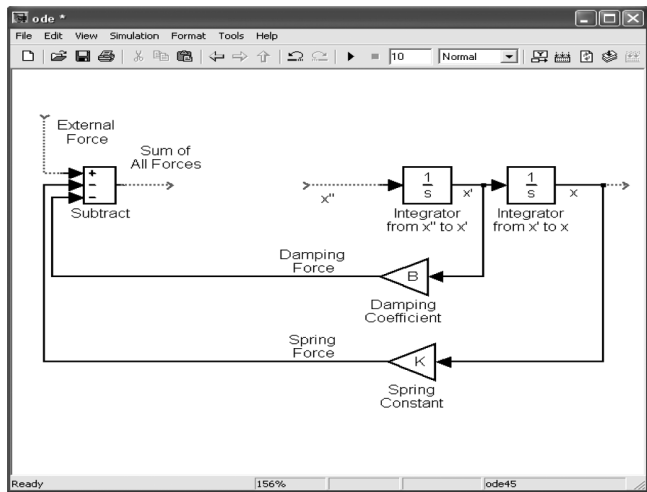 ode *
File Edit View Simulation Format Tools Help
10 Normal
External
Force
Sum of
All Forces
+
-
-
Subtract
x''
1
s
x'
1
s
x
Integrator
from x'' to x'
Integrator
from x' to x
Damping
Force
B
Damping
Coefficient
Spring
Force
K
Spring
Constant
Ready 156% ode45